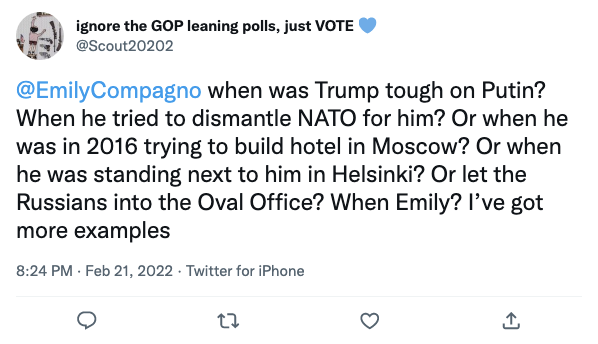 ignore the GOP leaning polls, just VOTE 💙
@Scout20202
@EmilyCompagno when was Trump tough on Putin?
When he tried to dismantle NATO for him? Or when he
was in 2016 trying to build hotel in Moscow? Or when
he was standing next to him in Helsinki? Or let the
Russians into the Oval Office? When Emily? I’ve got
more examples
8:24 PM · Feb 21, 2022 · Twitter for iPhone